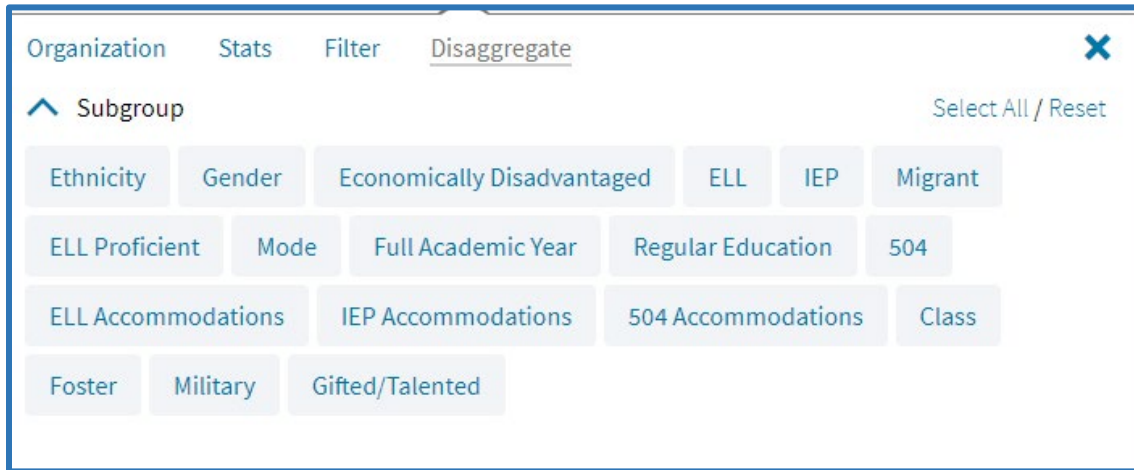 Organization Stats Filter Disaggregate
Subgroup Select All / Reset
Ethnicity Gender Economically Disadvantaged ELL IEP Migrant
ELL Proficient Mode Full Academic Year Regular Education 504
ELL Accommodations IEP Accommodations 504 Accommodations Class
Foster Military Gifted/Talented